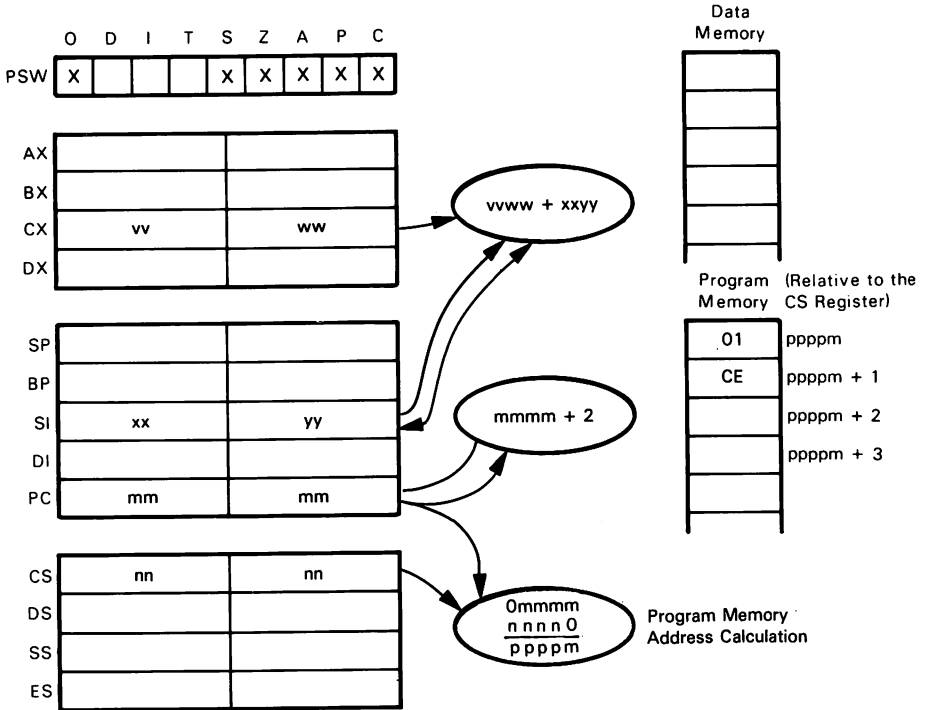 O D I T S Z A P C
PSW X X X X X X
AX
BX
CX vv ww
DX
vvww + xxyy
SP
BP
SI xx yy
DI
PC mm mm
mmmm + 2
CS nn nn
DS
SS
ES
0mmmm
nnnn0
ppppm
Program Memory
Address Calculation
Data
Memory
Program (Relative to the
Memory CS Register)
01 ppppm
CE ppppm + 1
ppppm + 2
ppppm + 3